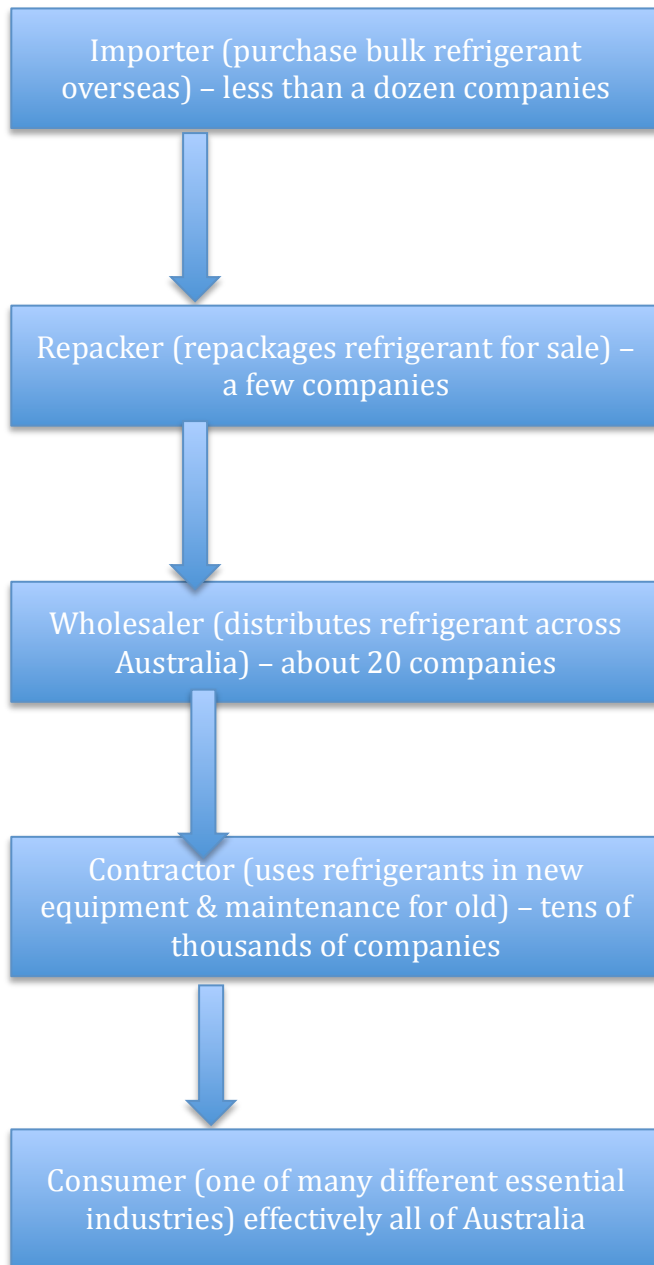 Importer (purchase bulk refrigerant
overseas) – less than a dozen companies
Repacker (repackages refrigerant for sale) –
a few companies
Wholesaler (distributes refrigerant across
Australia) – about 20 companies
Contractor (uses refrigerants in new
equipment & maintenance for old) – tens of
thousands of companies
Consumer (one of many different essential
industries) effectively all of Australia